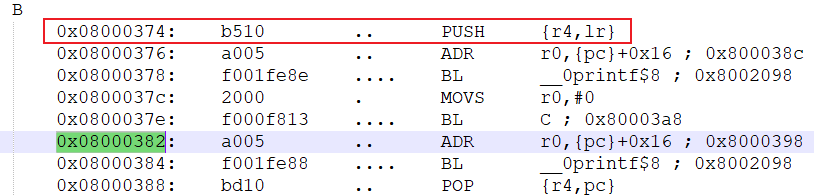 B
0x08000374: b510 .. PUSH {r4,lr}
0x08000376: a005 .. ADR r0,{pc}+0x16 ; 0x800038c
0x08000378: f001fe8e .... BL __0printf$8 ; 0x8002098
0x0800037c: 2000 . MOVS r0,#0
0x0800037e: f000f813 .... BL C ; 0x80003a8
0x08000382: a005 .. ADR r0,{pc}+0x16 ; 0x8000398
0x08000384: f001fe88 .... BL __0printf$8 ; 0x8002098
0x08000388: bd10 .. POP {r4,pc}